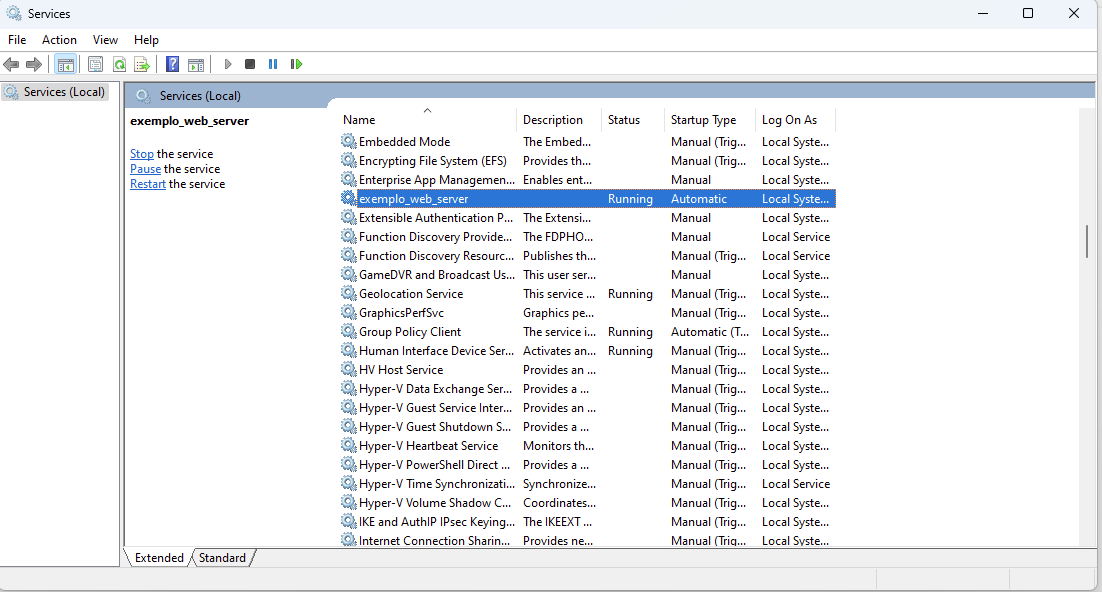 Services
File Action View Help
Services (Local)
Services (Local)
exemplo_web_server
Stop the service
Pause the service
Restart the service
Name Description Status Startup Type Log On As
Embedded Mode The Embed... Manual (Trig... Local Syste...
Encrypting File System (EFS) Provides th... Manual (Trig... Local Syste...
Enterprise App Managemen... Enables ent... Manual Local Syste...
exemplo_web_server Running Automatic Local Syste...
Extensible Authentication P... The Extensi... Manual Local Syste...
Function Discovery Provide... The FDPHO... Manual Local Service
Function Discovery Resourc... Publishes th... Manual (Trig... Local Service
GameDVR and Broadcast Us... This user ser... Manual Local Syste...
Geolocation Service This service ... Running Manual (Trig... Local Syste...
GraphicsPerfSvc Graphics pe... Manual (Trig... Local Syste...
Group Policy Client The service i... Running Automatic (T... Local Syste...
Human Interface Device Ser... Activates an... Running Manual (Trig... Local Syste...
HV Host Service Provides an ... Manual (Trig... Local Syste...
Hyper-V Data Exchange Ser... Provides a ... Manual (Trig... Local Syste...
Hyper-V Guest Service Inter... Provides an ... Manual (Trig... Local Syste...
Hyper-V Guest Shutdown S... Provides a ... Manual (Trig... Local Syste...
Hyper-V Heartbeat Service Monitors th... Manual (Trig... Local Syste...
Hyper-V PowerShell Direct ... Provides a ... Manual (Trig... Local Syste...
Hyper-V Time Synchronizati... Synchronize... Manual (Trig... Local Service
Hyper-V Volume Shadow C... Coordinates... Manual (Trig... Local Syste...
IKE and AuthIP IPsec Keying... The IKEEXT ... Manual (Trig... Local Syste...
Internet Connection Sharin... Provides ne... Manual (Trig... Local Syste...
Extended Standard